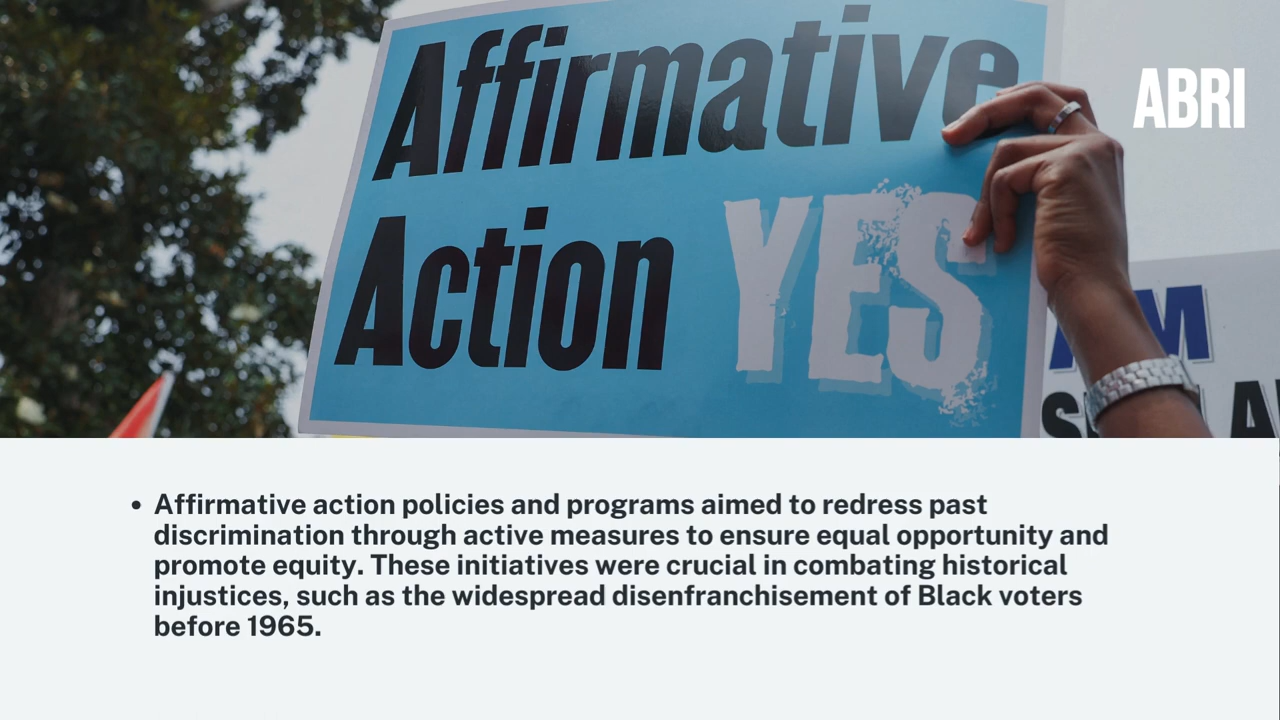 Affirmative
ABRI
Action YES
• Affirmative action policies and programs aimed to redress past
discrimination through active measures to ensure equal opportunity and
promote equity. These initiatives were crucial in combating historical
injustices, such as the widespread disenfranchisement of Black voters
before 1965.